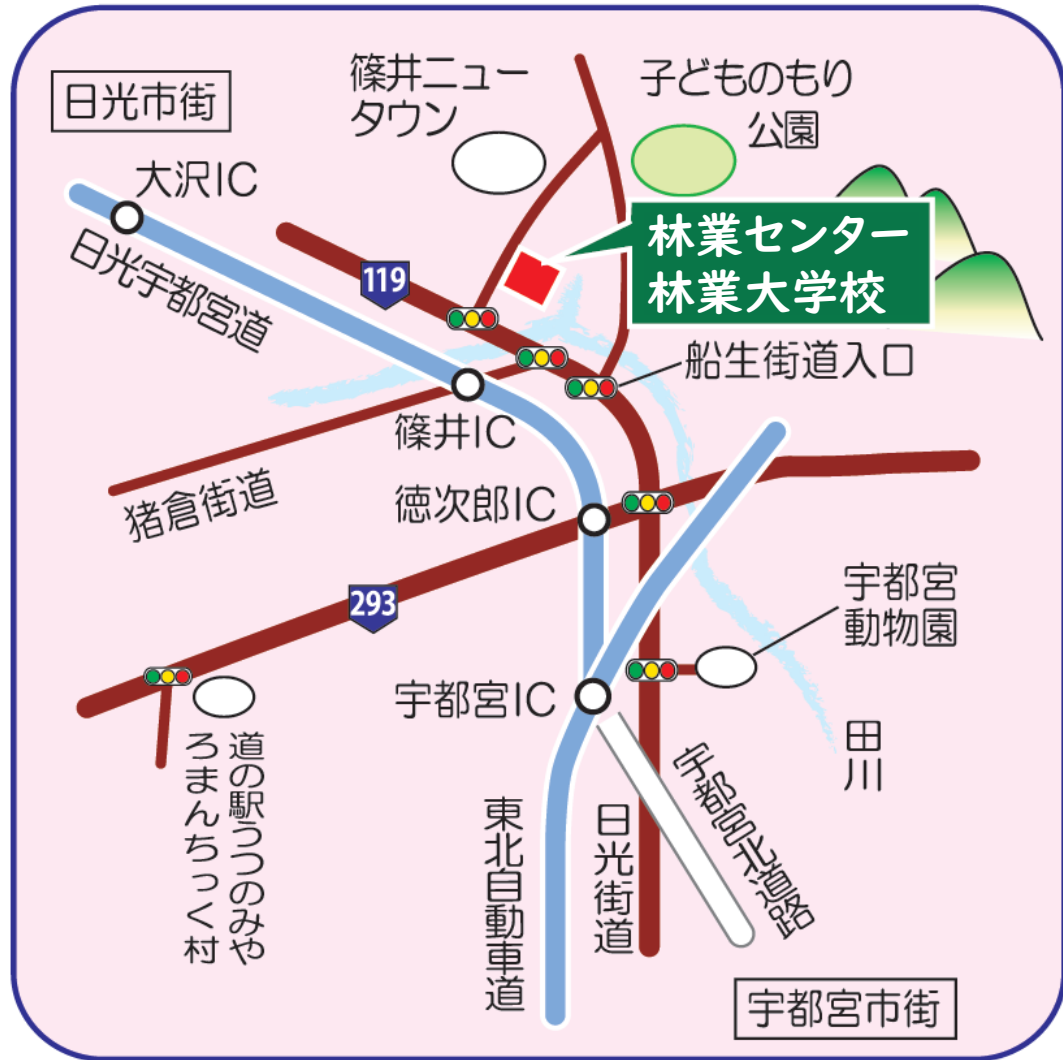 日光市街
篠井ニュー
タウン
子どものもり
公園
大沢IC
日光宇都宮道
119
林業センター
林業大学校
船生街道入口
篠井IC
猪倉街道
徳次郎IC
293
宇都宮
動物園
宇都宮IC
田川
道の駅うつのみや
ろまんちっく村
東北自動車道
日光街道
宇都宮北道路
宇都宮市街